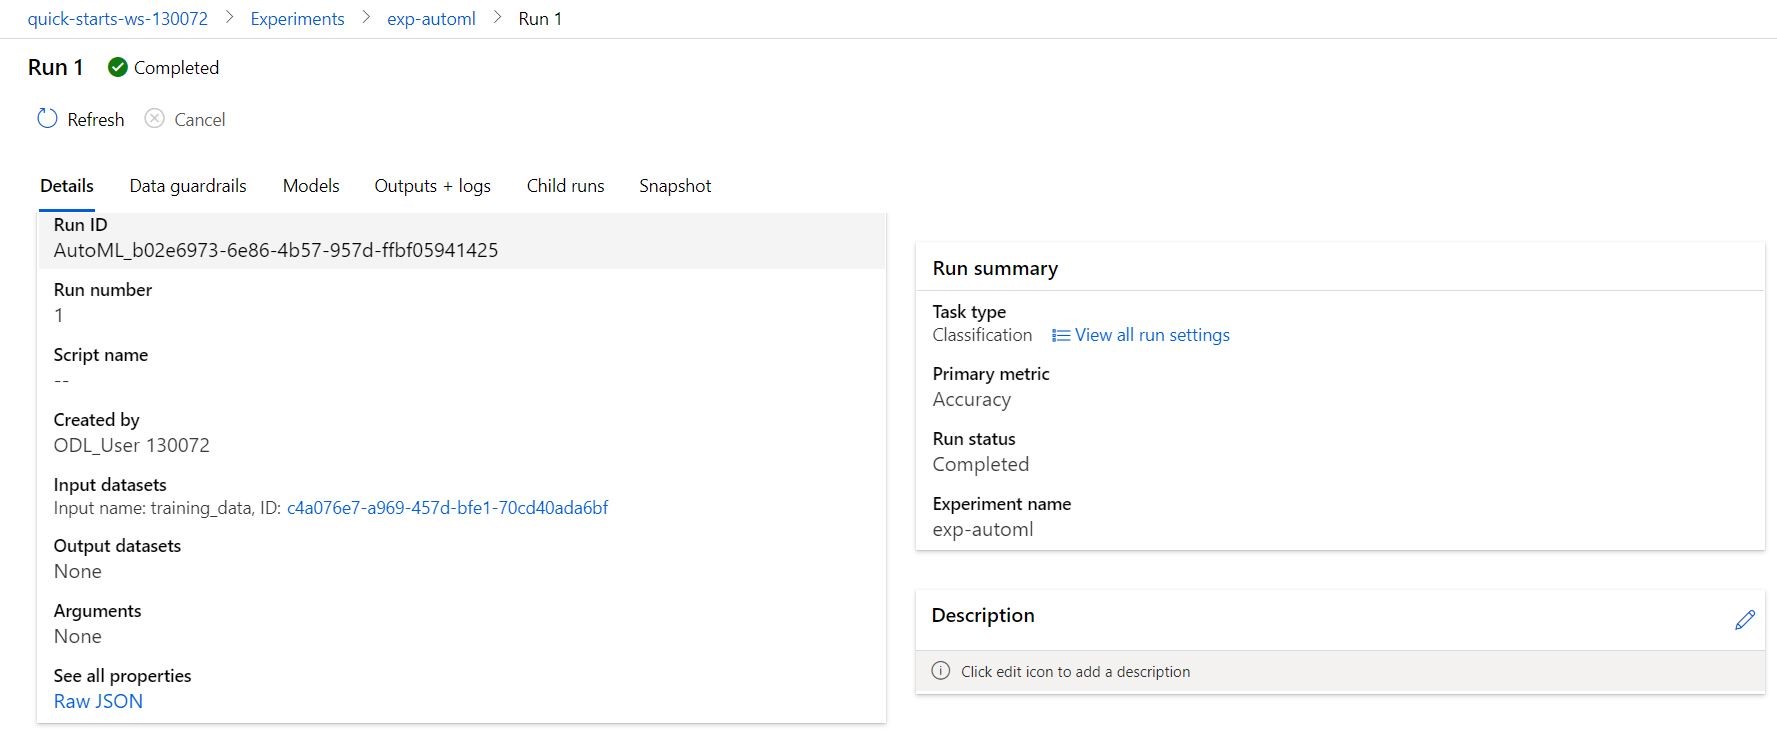 quick-starts-ws-130072 > Experiments > exp-automl > Run 1
Run 1 Completed
Refresh Cancel
Details Data guardrails Models Outputs + logs Child runs Snapshot
Run ID
AutoML_b02e6973-6e86-4b57-957d-ffbf05941425
Run number
1
Script name
--
Created by
ODL_User 130072
Input datasets
Input name: training_data, ID: c4a076e7-a969-457d-bfe1-70cd40ada6bf
Output datasets
None
Arguments
None
See all properties
Raw JSON
Run summary
Task type
Classification View all run settings
Primary metric
Accuracy
Run status
Completed
Experiment name
exp-automl
Description
Click edit icon to add a description